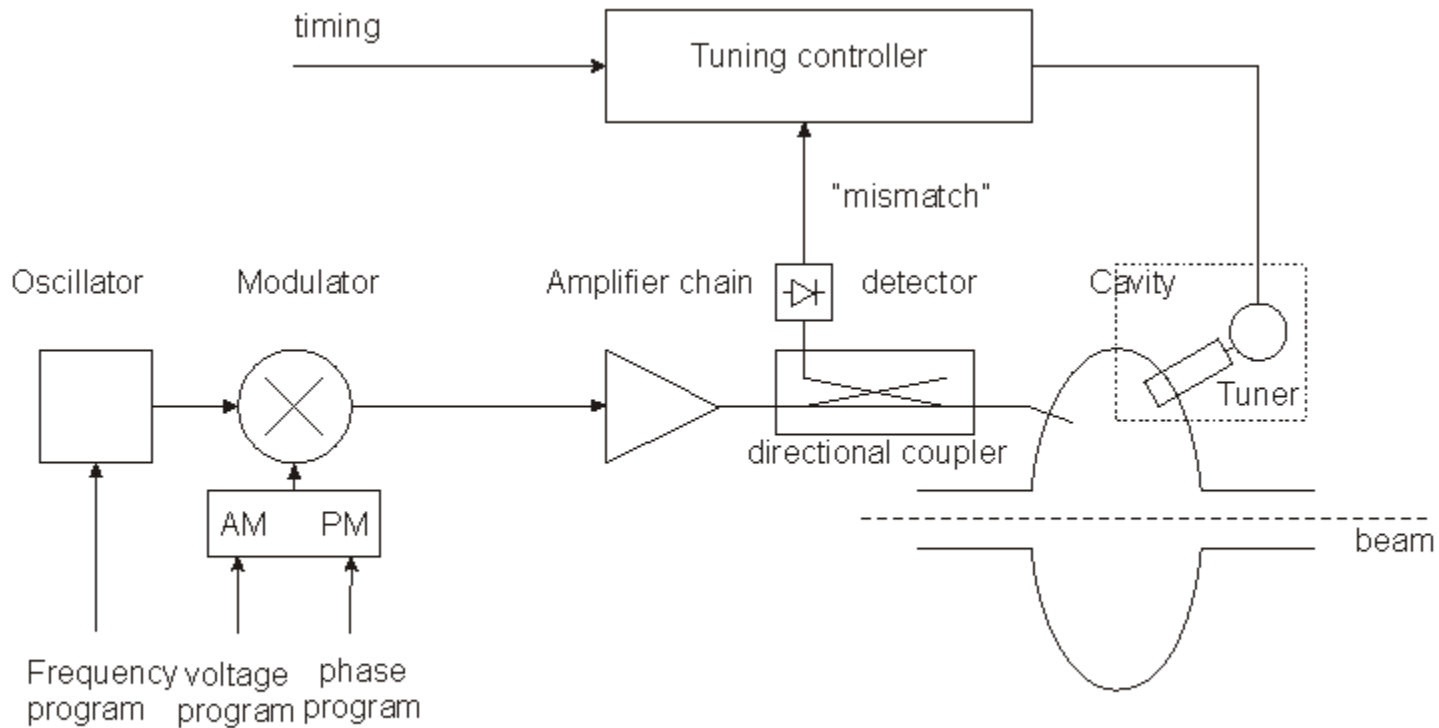 timing
Tuning controller
"mismatch"
Oscillator
Modulator
Amplifier chain
detector
Cavity
Tuner
directional coupler
AM PM
beam
Frequency
program
voltage
program
phase
program